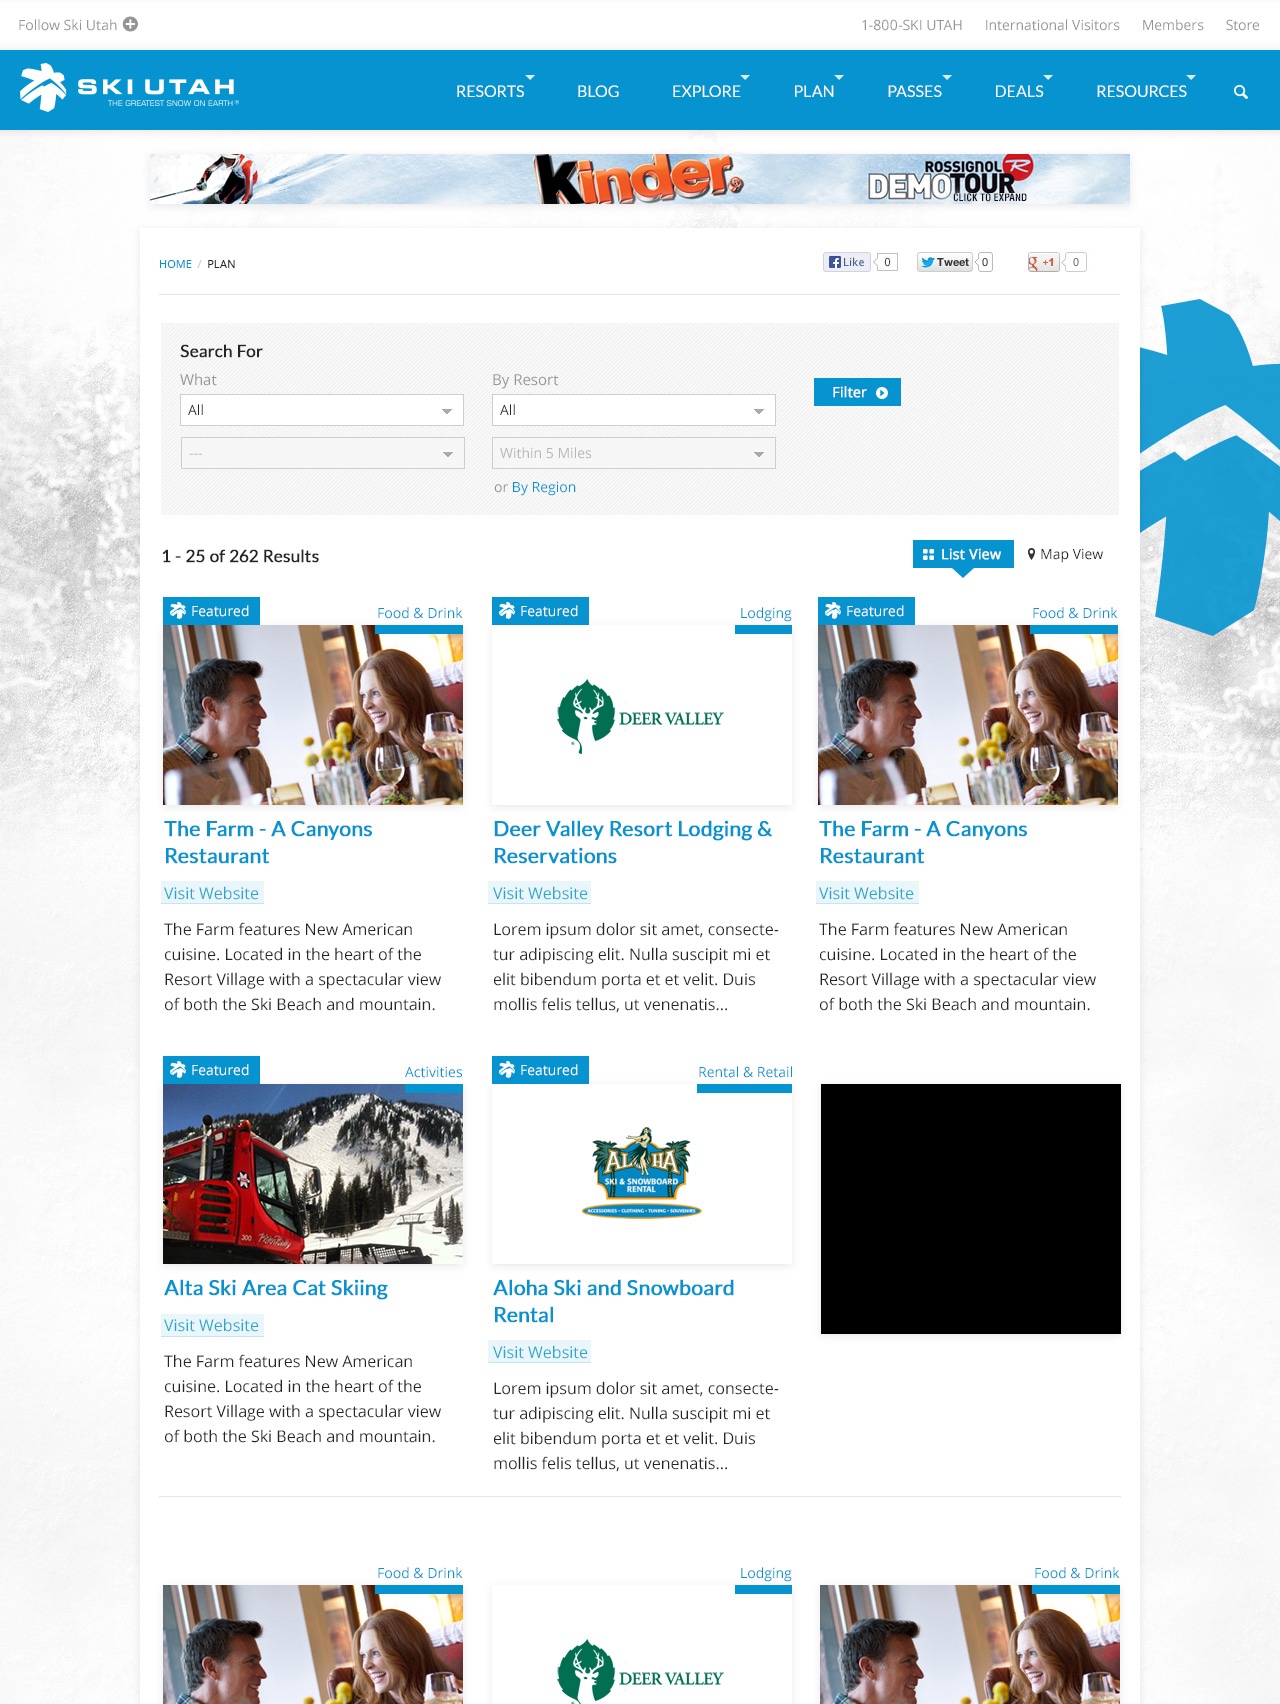 Follow Ski Utah
1-800-SKI UTAH International Visitors Members Store
SKI UTAH
THE GREATEST SNOW ON EARTH®
RESORTS BLOG EXPLORE PLAN PASSES DEALS RESOURCES
Kinder®
ROSSIGNOL R
DEMO TOUR
CLICK TO EXPAND
HOME / PLAN
Like 0 Tweet 0 g +1 0
Search For
What By Resort
All All Filter
--- Within 5 Miles
or By Region
1 - 25 of 262 Results
List View Map View
Featured Food & Drink
Featured Lodging
Featured Food & Drink
DEER VALLEY
The Farm - A Canyons
Restaurant
Visit Website
The Farm features New American
cuisine. Located in the heart of the
Resort Village with a spectacular view
of both the Ski Beach and mountain.
Deer Valley Resort Lodging &
Reservations
Visit Website
Lorem ipsum dolor sit amet, consecte-
tur adipiscing elit. Nulla suscipit mi et
elit bibendum porta et et velit. Duis
mollis felis tellus, ut venenatis...
The Farm - A Canyons
Restaurant
Visit Website
The Farm features New American
cuisine. Located in the heart of the
Resort Village with a spectacular view
of both the Ski Beach and mountain.
Featured Activities
300
Alta Ski Area Cat Skiing
Visit Website
The Farm features New American
cuisine. Located in the heart of the
Resort Village with a spectacular view
of both the Ski Beach and mountain.
Featured Rental & Retail
ALOHA
SKI & SNOWBOARD
RENTAL
ACCESSORIES • CLOTHING • TUNING • SOUVENIRS
Aloha Ski and Snowboard
Rental
Visit Website
Lorem ipsum dolor sit amet, consecte-
tur adipiscing elit. Nulla suscipit mi et
elit bibendum porta et et velit. Duis
mollis felis tellus, ut venenatis...
Food & Drink
Lodging
Food & Drink
DEER VALLEY